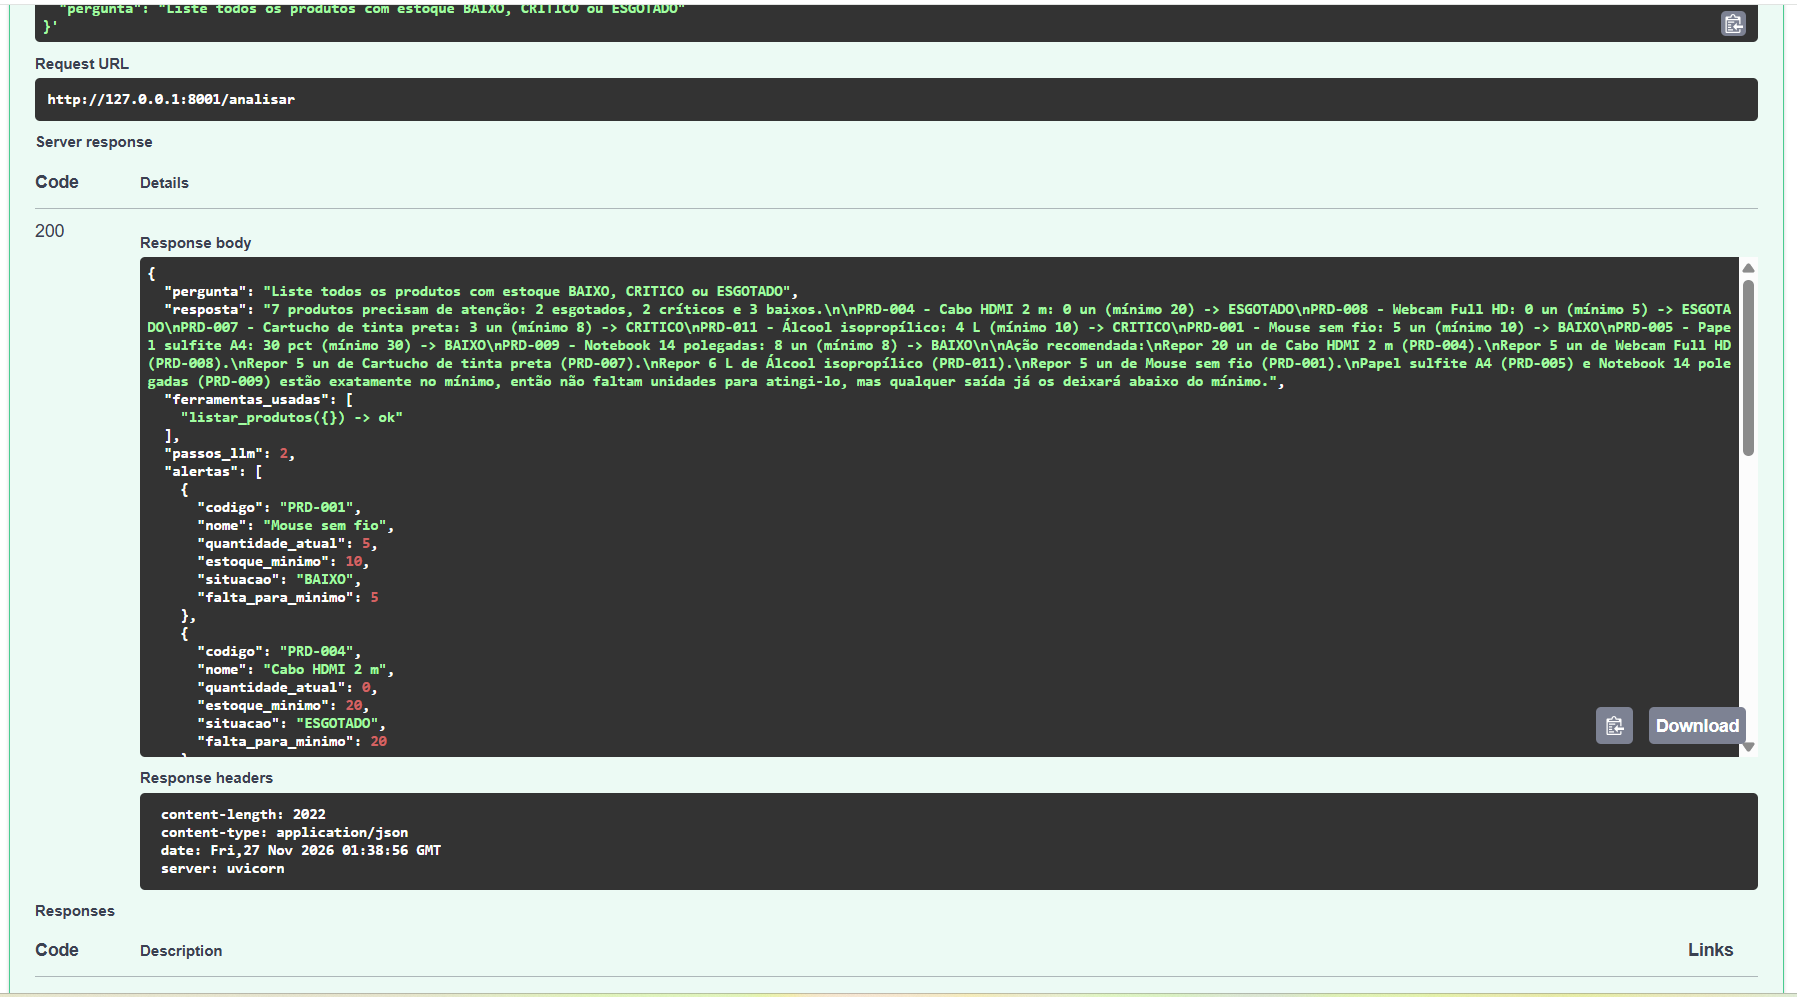 "pergunta": "Liste todos os produtos com estoque BAIXO, CRITICO ou ESGOTADO"
}'
Request URL
http://127.0.0.1:8001/analisar
Server response
Code Details
200
Response body
{
"pergunta": "Liste todos os produtos com estoque BAIXO, CRITICO ou ESGOTADO",
"resposta": "7 produtos precisam de atenção: 2 esgotados, 2 críticos e 3 baixos.\n\nPRD-004 - Cabo HDMI 2 m: 0 un (mínimo 20) -> ESGOTADO\nPRD-008 - Webcam Full HD: 0 un (mínimo 5) -> ESGOTA
DO\nPRD-007 - Cartucho de tinta preta: 3 un (mínimo 8) -> CRITICO\nPRD-011 - Álcool isopropílico: 4 L (mínimo 10) -> CRITICO\nPRD-001 - Mouse sem fio: 5 un (mínimo 10) -> BAIXO\nPRD-005 - Pape
l sulfite A4: 30 pct (mínimo 30) -> BAIXO\nPRD-009 - Notebook 14 polegadas: 8 un (mínimo 8) -> BAIXO\n\nAção recomendada:\nRepor 20 un de Cabo HDMI 2 m (PRD-004).\nRepor 5 un de Webcam Full HD
(PRD-008).\nRepor 5 un de Cartucho de tinta preta (PRD-007).\nRepor 6 L de Álcool isopropílico (PRD-011).\nRepor 5 un de Mouse sem fio (PRD-001).\nPapel sulfite A4 (PRD-005) e Notebook 14 pole
gadas (PRD-009) estão exatamente no mínimo, então não faltam unidades para atingi-lo, mas qualquer saída já os deixará abaixo do mínimo.",
"ferramentas_usadas": [
"listar_produtos({}) -> ok"
],
"passos_llm": 2,
"alertas": [
{
"codigo": "PRD-001",
"nome": "Mouse sem fio",
"quantidade_atual": 5,
"estoque_minimo": 10,
"situacao": "BAIXO",
"falta_para_minimo": 5
},
{
"codigo": "PRD-004",
"nome": "Cabo HDMI 2 m",
"quantidade_atual": 0,
"estoque_minimo": 20,
"situacao": "ESGOTADO",
"falta_para_minimo": 20
Download
Response headers
content-length: 2022
content-type: application/json
date: Fri,27 Nov 2026 01:38:56 GMT
server: uvicorn
Responses
Code Description Links